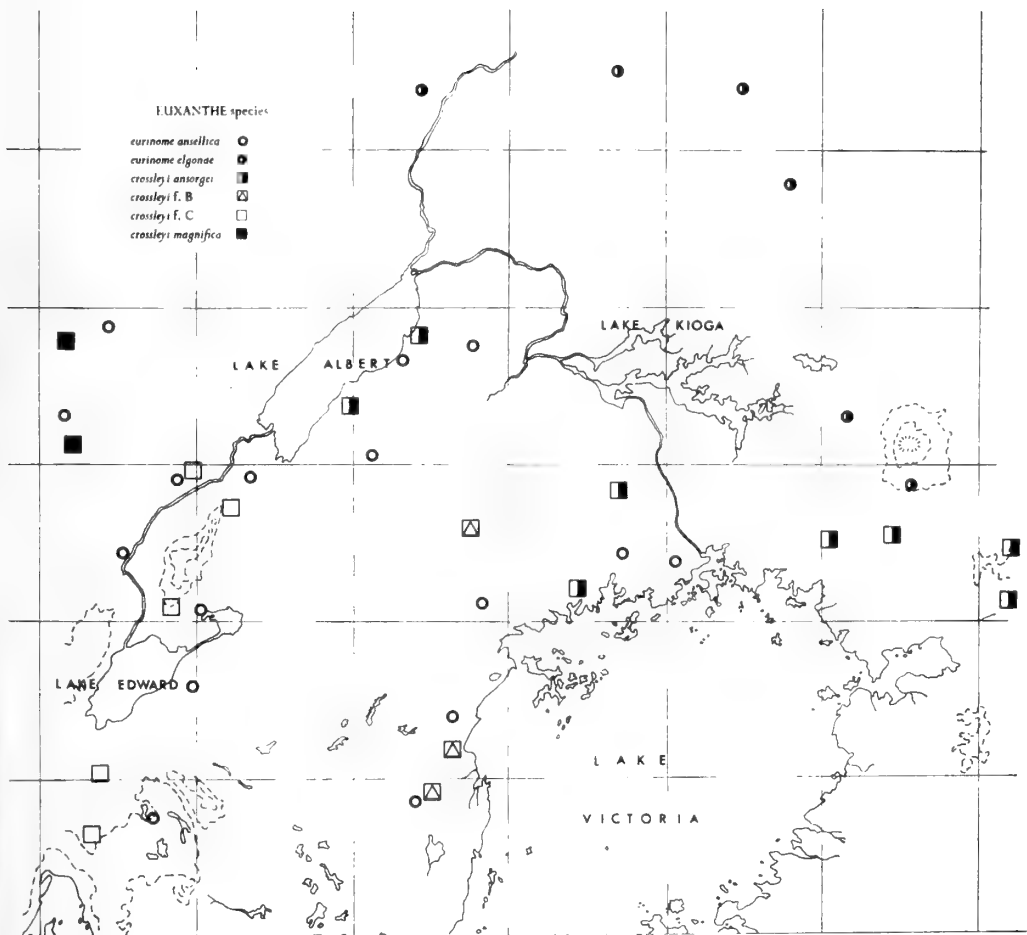 EUXANTHE species
eurinome ansellica
eurinome elgonae
crossleyi ansorgei
crossleyi f. B
crossleyi f. C
crossleyi magnifica
LAKE KIOGA
LAKE ALBERT
LAKE EDWARD
LAKE
VICTORIA